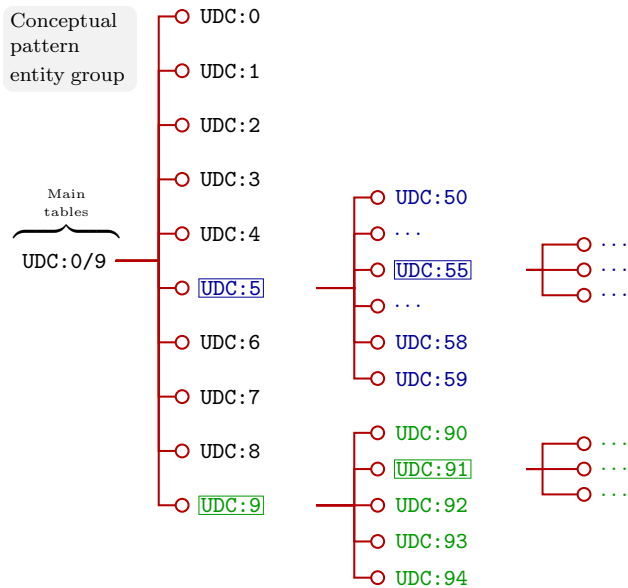 Conceptual
pattern
entity group
Main
tables
UDC:0/9
UDC:0
UDC:1
UDC:2
UDC:3
UDC:4
UDC:5
UDC:6
UDC:7
UDC:8
UDC:9
UDC:50
...
UDC:55
...
UDC:58
UDC:59
...
...
...
UDC:90
UDC:91
UDC:92
UDC:93
UDC:94
...
...
...